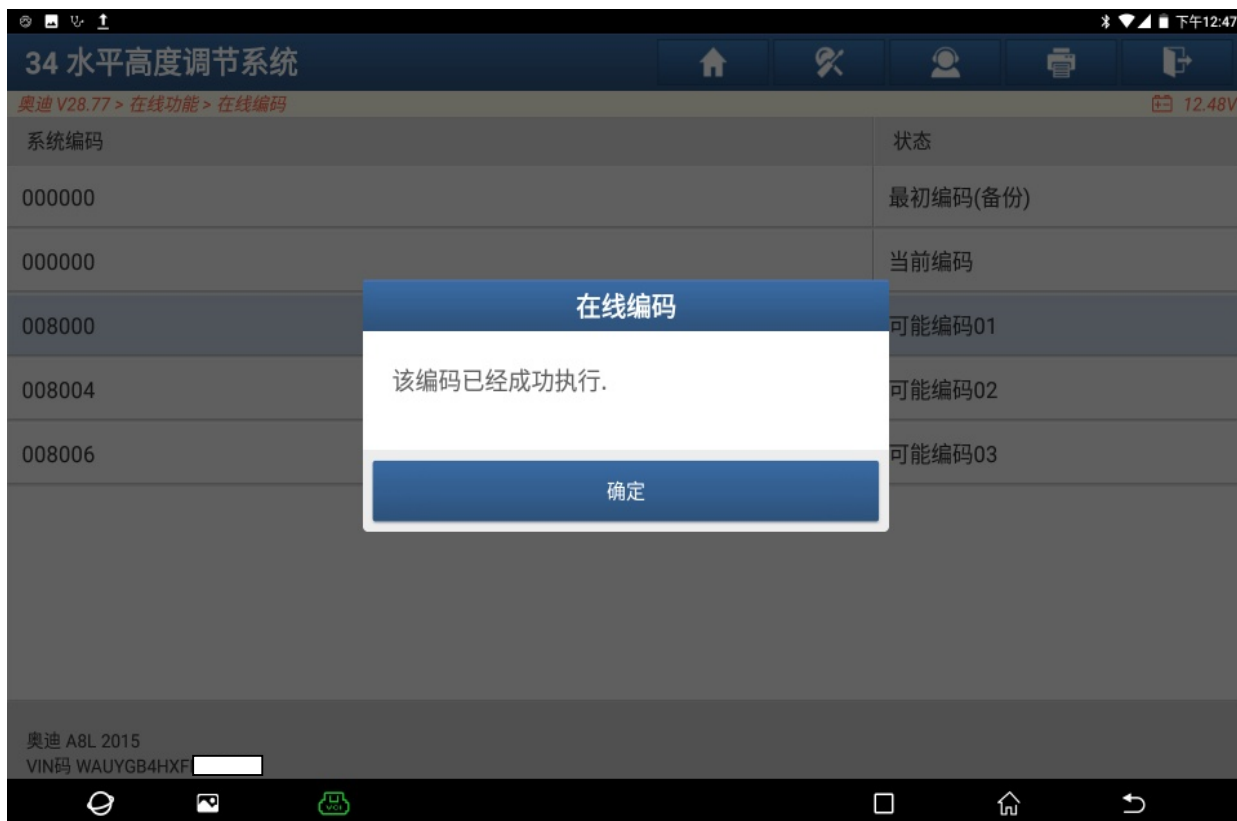 下午12:47
34 水平高度调节系统
奥迪 V28.77 > 在线功能 > 在线编码
12.48V
系统编码
状态
000000
最初编码(备份)
000000
当前编码
008000
可能编码01
008004
可能编码02
008006
可能编码03
在线编码
该编码已经成功执行.
确定
奥迪 A8L 2015
VIN码 WAUYGB4HXF
VCI